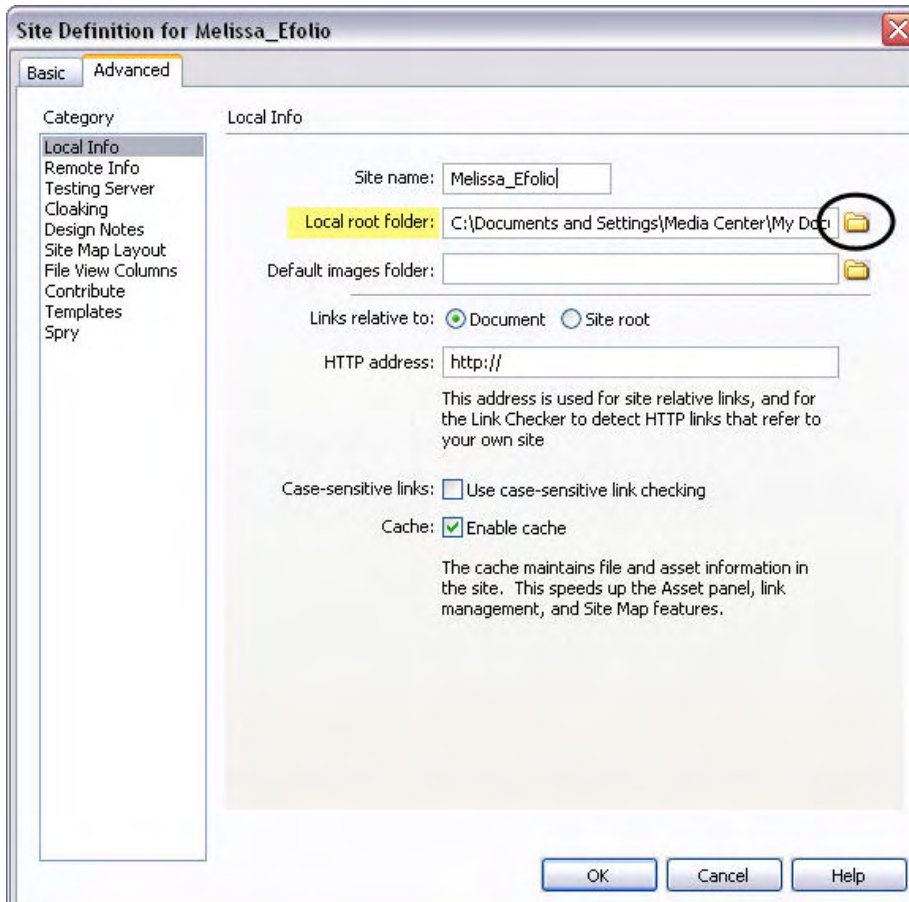 Site Definition for Melissa_Efolio
Basic
Advanced
Category
Local Info
Remote Info
Testing Server
Cloaking
Design Notes
Site Map Layout
File View Columns
Contribute
Templates
Spry
Local Info
Site name: Melissa_Efolio
Local root folder: C:\Documents and Settings\Media Center\My Docu
Default images folder:
Links relative to: Document Site root
HTTP address: http://
This address is used for site relative links, and for
the Link Checker to detect HTTP links that refer to
your own site
Case-sensitive links: Use case-sensitive link checking
Cache: Enable cache
The cache maintains file and asset information in
the site. This speeds up the Asset panel, link
management, and Site Map features.
OK Cancel Help